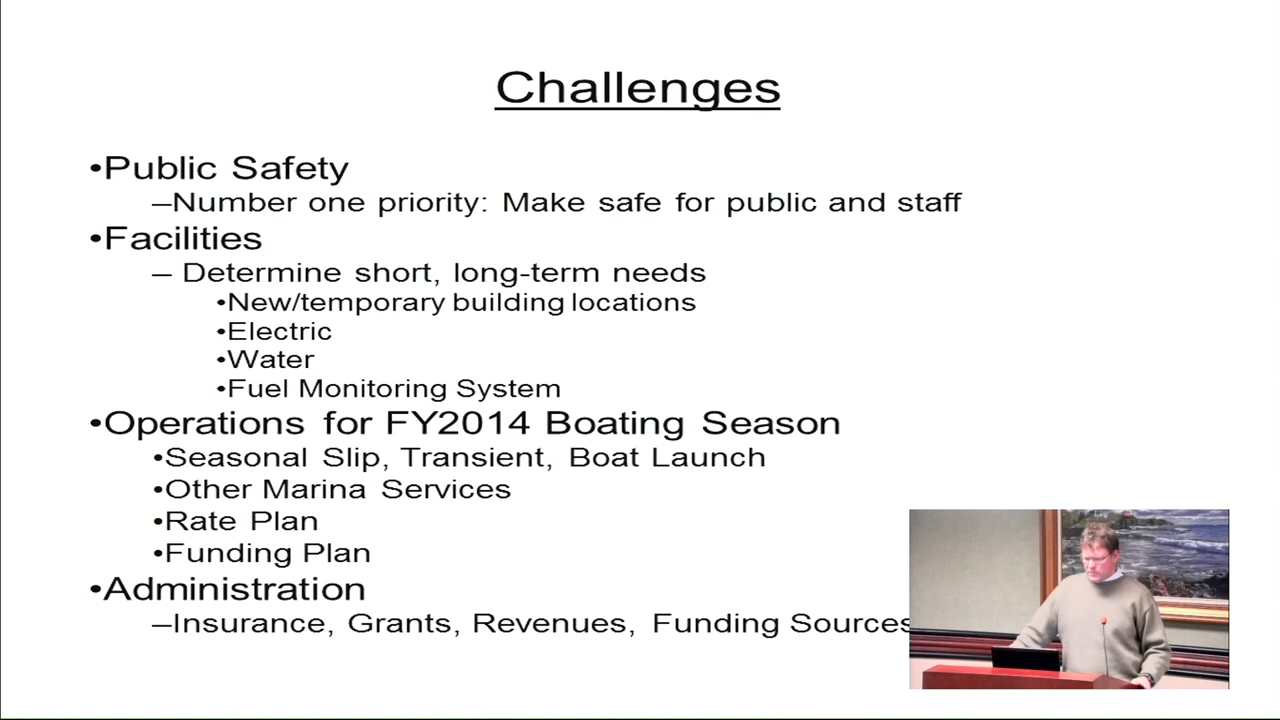 Challenges
•Public Safety
–Number one priority: Make safe for public and staff
•Facilities
– Determine short, long-term needs
•New/temporary building locations
•Electric
•Water
•Fuel Monitoring System
•Operations for FY2014 Boating Season
•Seasonal Slip, Transient, Boat Launch
•Other Marina Services
•Rate Plan
•Funding Plan
•Administration
–Insurance, Grants, Revenues, Funding Sources